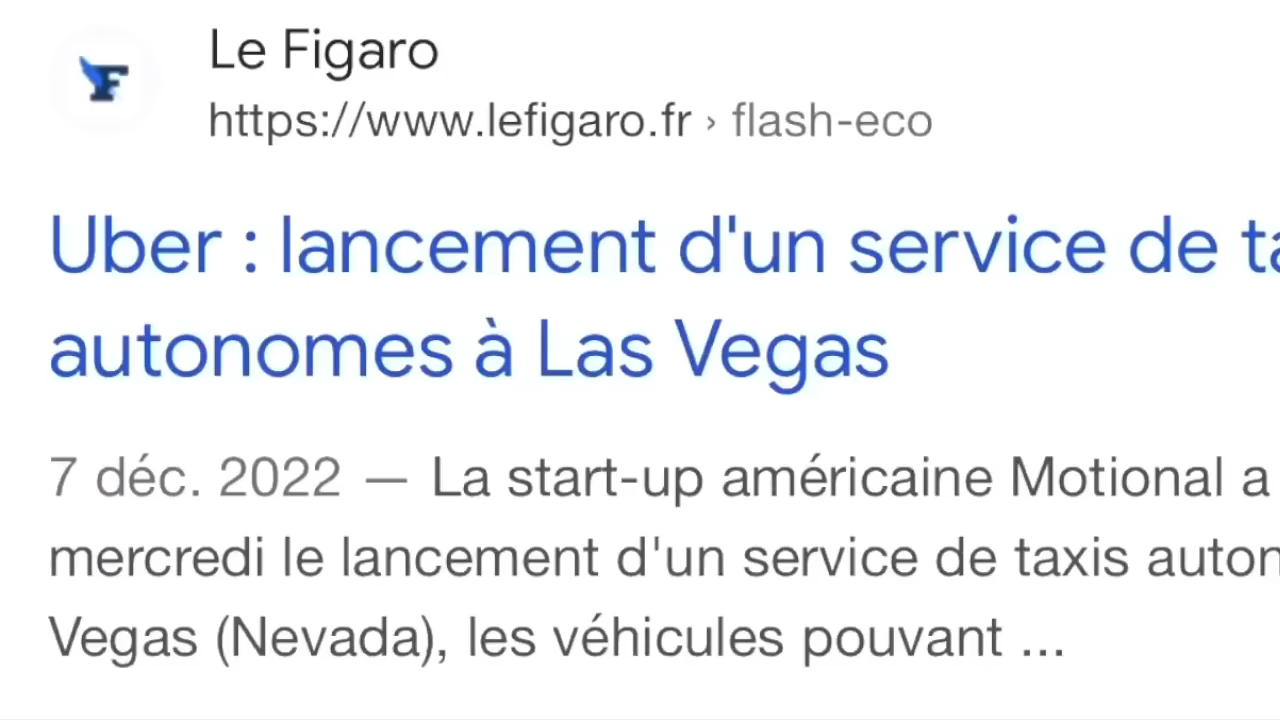 Le Figaro
https://www.lefigaro.fr › flash-eco
Uber : lancement d'un service de
autonomes à Las Vegas
7 déc. 2022 — La start-up américaine Motional a
mercredi le lancement d'un service de taxis
Vegas (Nevada), les véhicules pouvant ...